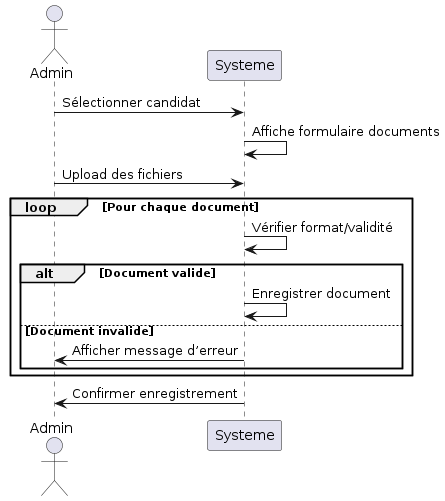 Admin
Systeme
Sélectionner candidat
Affiche formulaire documents
Upload des fichiers
loop [Pour chaque document]
Vérifier format/validité
alt [Document valide]
Enregistrer document
[Document invalide]
Afficher message d’erreur
Confirmer enregistrement
Admin
Systeme